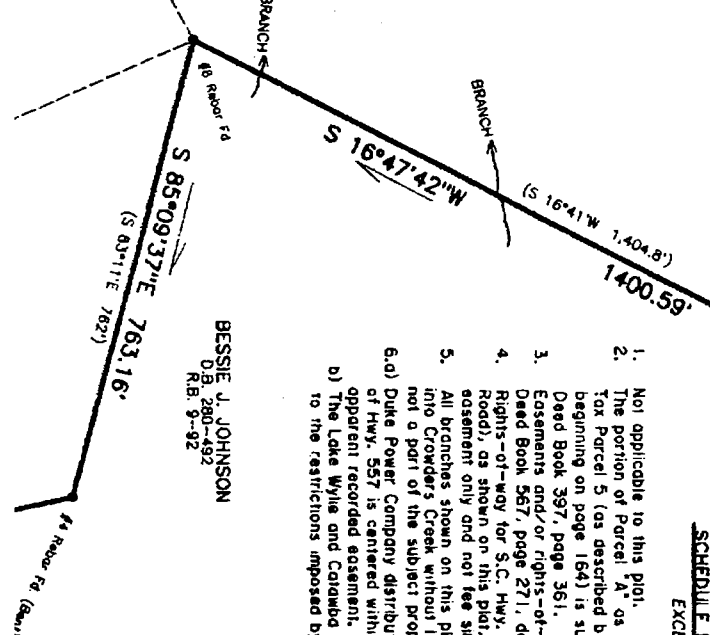 BRANCH
BRANCH
#8 Rebar Fd
S 16°47'42"W
(S 16°41'W 1,404.8')
1400.59'
S 85°09'37"E 763.16'
(S 83°11'E 762')
BESSIE J. JOHNSON
D.B. 280-492
R.B. 9-92
#4 Rebar Fd.
1. Not applicable to this plat.
2. The portion of Parcel "A" as
Tax Parcel 5 (as described b
beginning on page 164) is su
Deed Book 397, page 361.
3. Easements and/or rights-of-
Deed Book 567, page 271, d
4. Rights-of-way for S.C. Hwy.
Road), as shown on this plat,
easement only and not fee si
5. All branches shown on this pl
into Crowders Creek without
not a part of the subject prop
6.a) Duke Power Company distribu
of Hwy. 557 is centered with
apparent recorded easement.
b) The Lake Wylie and Catawba
to the restrictions imposed b